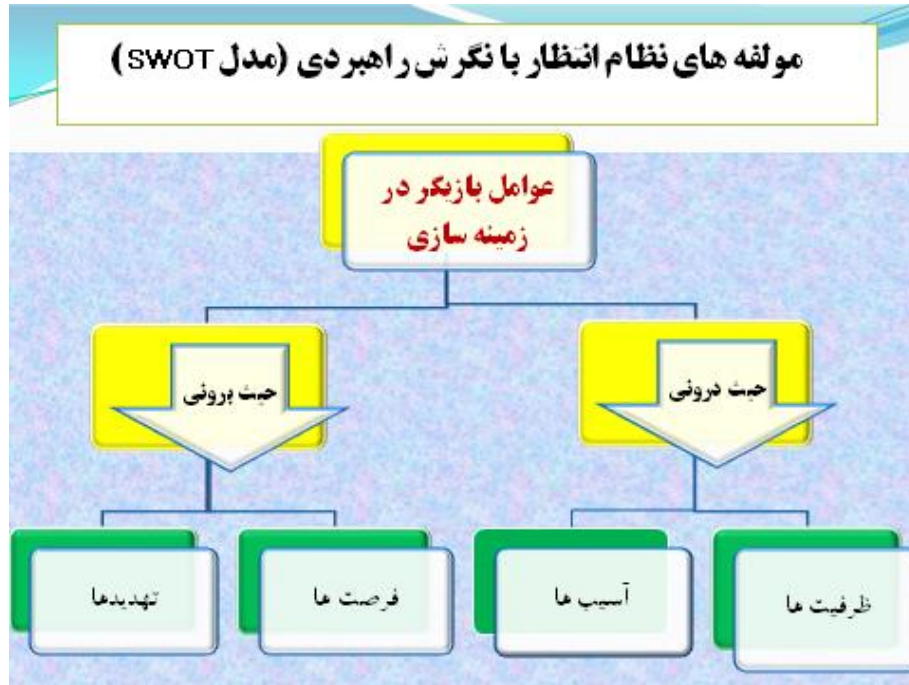 مولفه های نظام انتظار با نگرش راهبردی (مدل SWOT)
عوامل بازیگر در
زمینه سازی
حیث درونی
حیث برونی
ظرفیت ها
آسیب ها
فرصت ها
تهدیدها